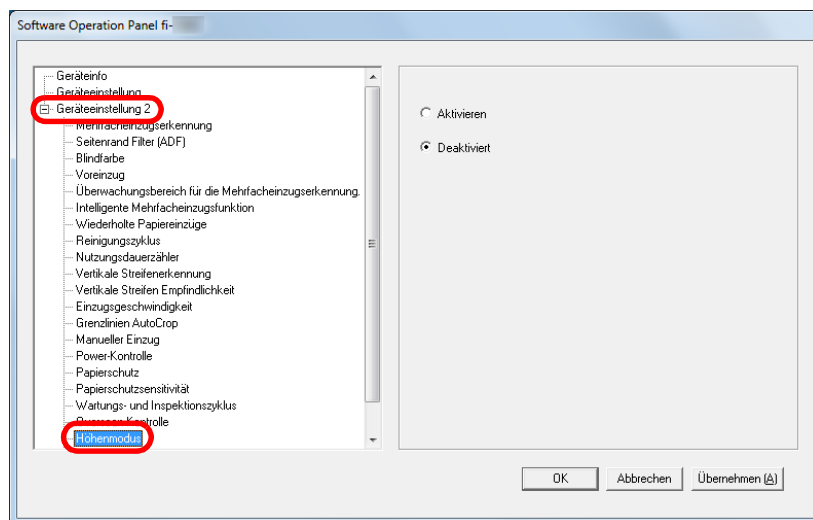 Software Operation Panel fi-
Geräteinfo
Geräteeinstellung
Geräteeinstellung 2
Mehrfacheinzugserkennung
Seitenrand Filter (ADF)
Blindfarbe
Voreinzug
Überwachungsbereich für die Mehrfacheinzugserkennung.
Intelligente Mehrfacheinzugsfunktion
Wiederholte Papiereinzüge
Reinigungszyklus
Nutzungsdauerzähler
Vertikale Streifenerkennung
Vertikale Streifen Empfindlichkeit
Einzugsgeschwindigkeit
Grenzlinien AutoCrop
Manueller Einzug
Power-Kontrolle
Papierschutz
Papierschutzsensitivität
Wartungs- und Inspektionszyklus
Overscan Kontrolle
Höhenmodus
Aktivieren
Deaktiviert
OK
Abbrechen
Übernehmen (A)